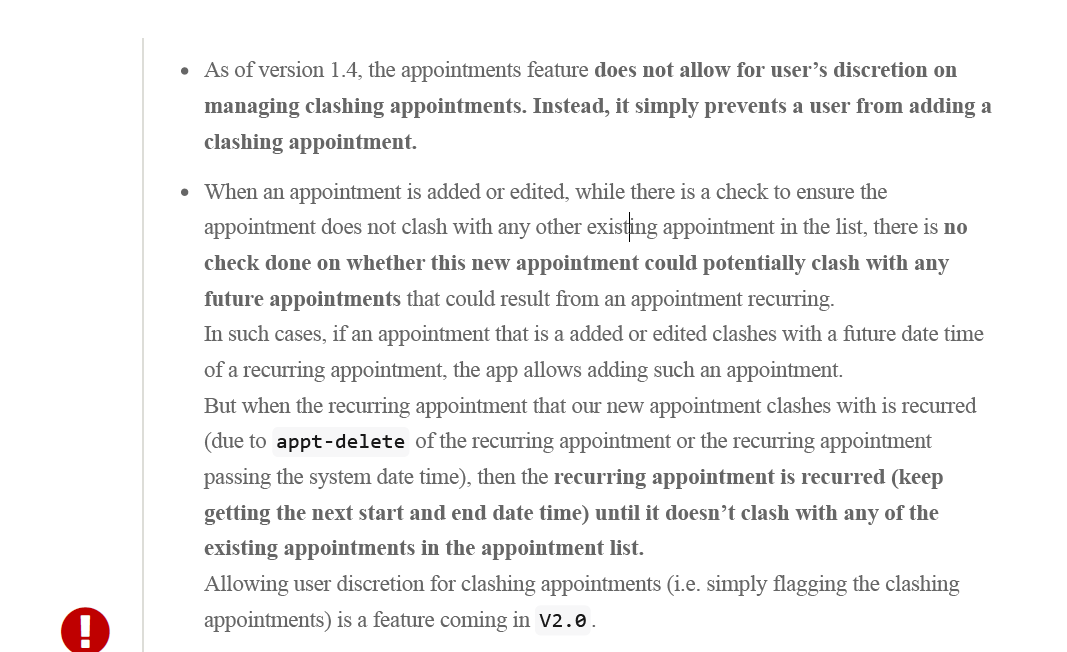 As of version 1.4, the appointments feature does not allow for user’s discretion on
managing clashing appointments. Instead, it simply prevents a user from adding a
clashing appointment.
When an appointment is added or edited, while there is a check to ensure the
appointment does not clash with any other existing appointment in the list, there is no
check done on whether this new appointment could potentially clash with any
future appointments that could result from an appointment recurring.
In such cases, if an appointment that is a added or edited clashes with a future date time
of a recurring appointment, the app allows adding such an appointment.
But when the recurring appointment that our new appointment clashes with is recurred
(due to appt-delete of the recurring appointment or the recurring appointment
passing the system date time), then the recurring appointment is recurred (keep
getting the next start and end date time) until it doesn’t clash with any of the
existing appointments in the appointment list.
Allowing user discretion for clashing appointments (i.e. simply flagging the clashing
appointments) is a feature coming in V2.0.